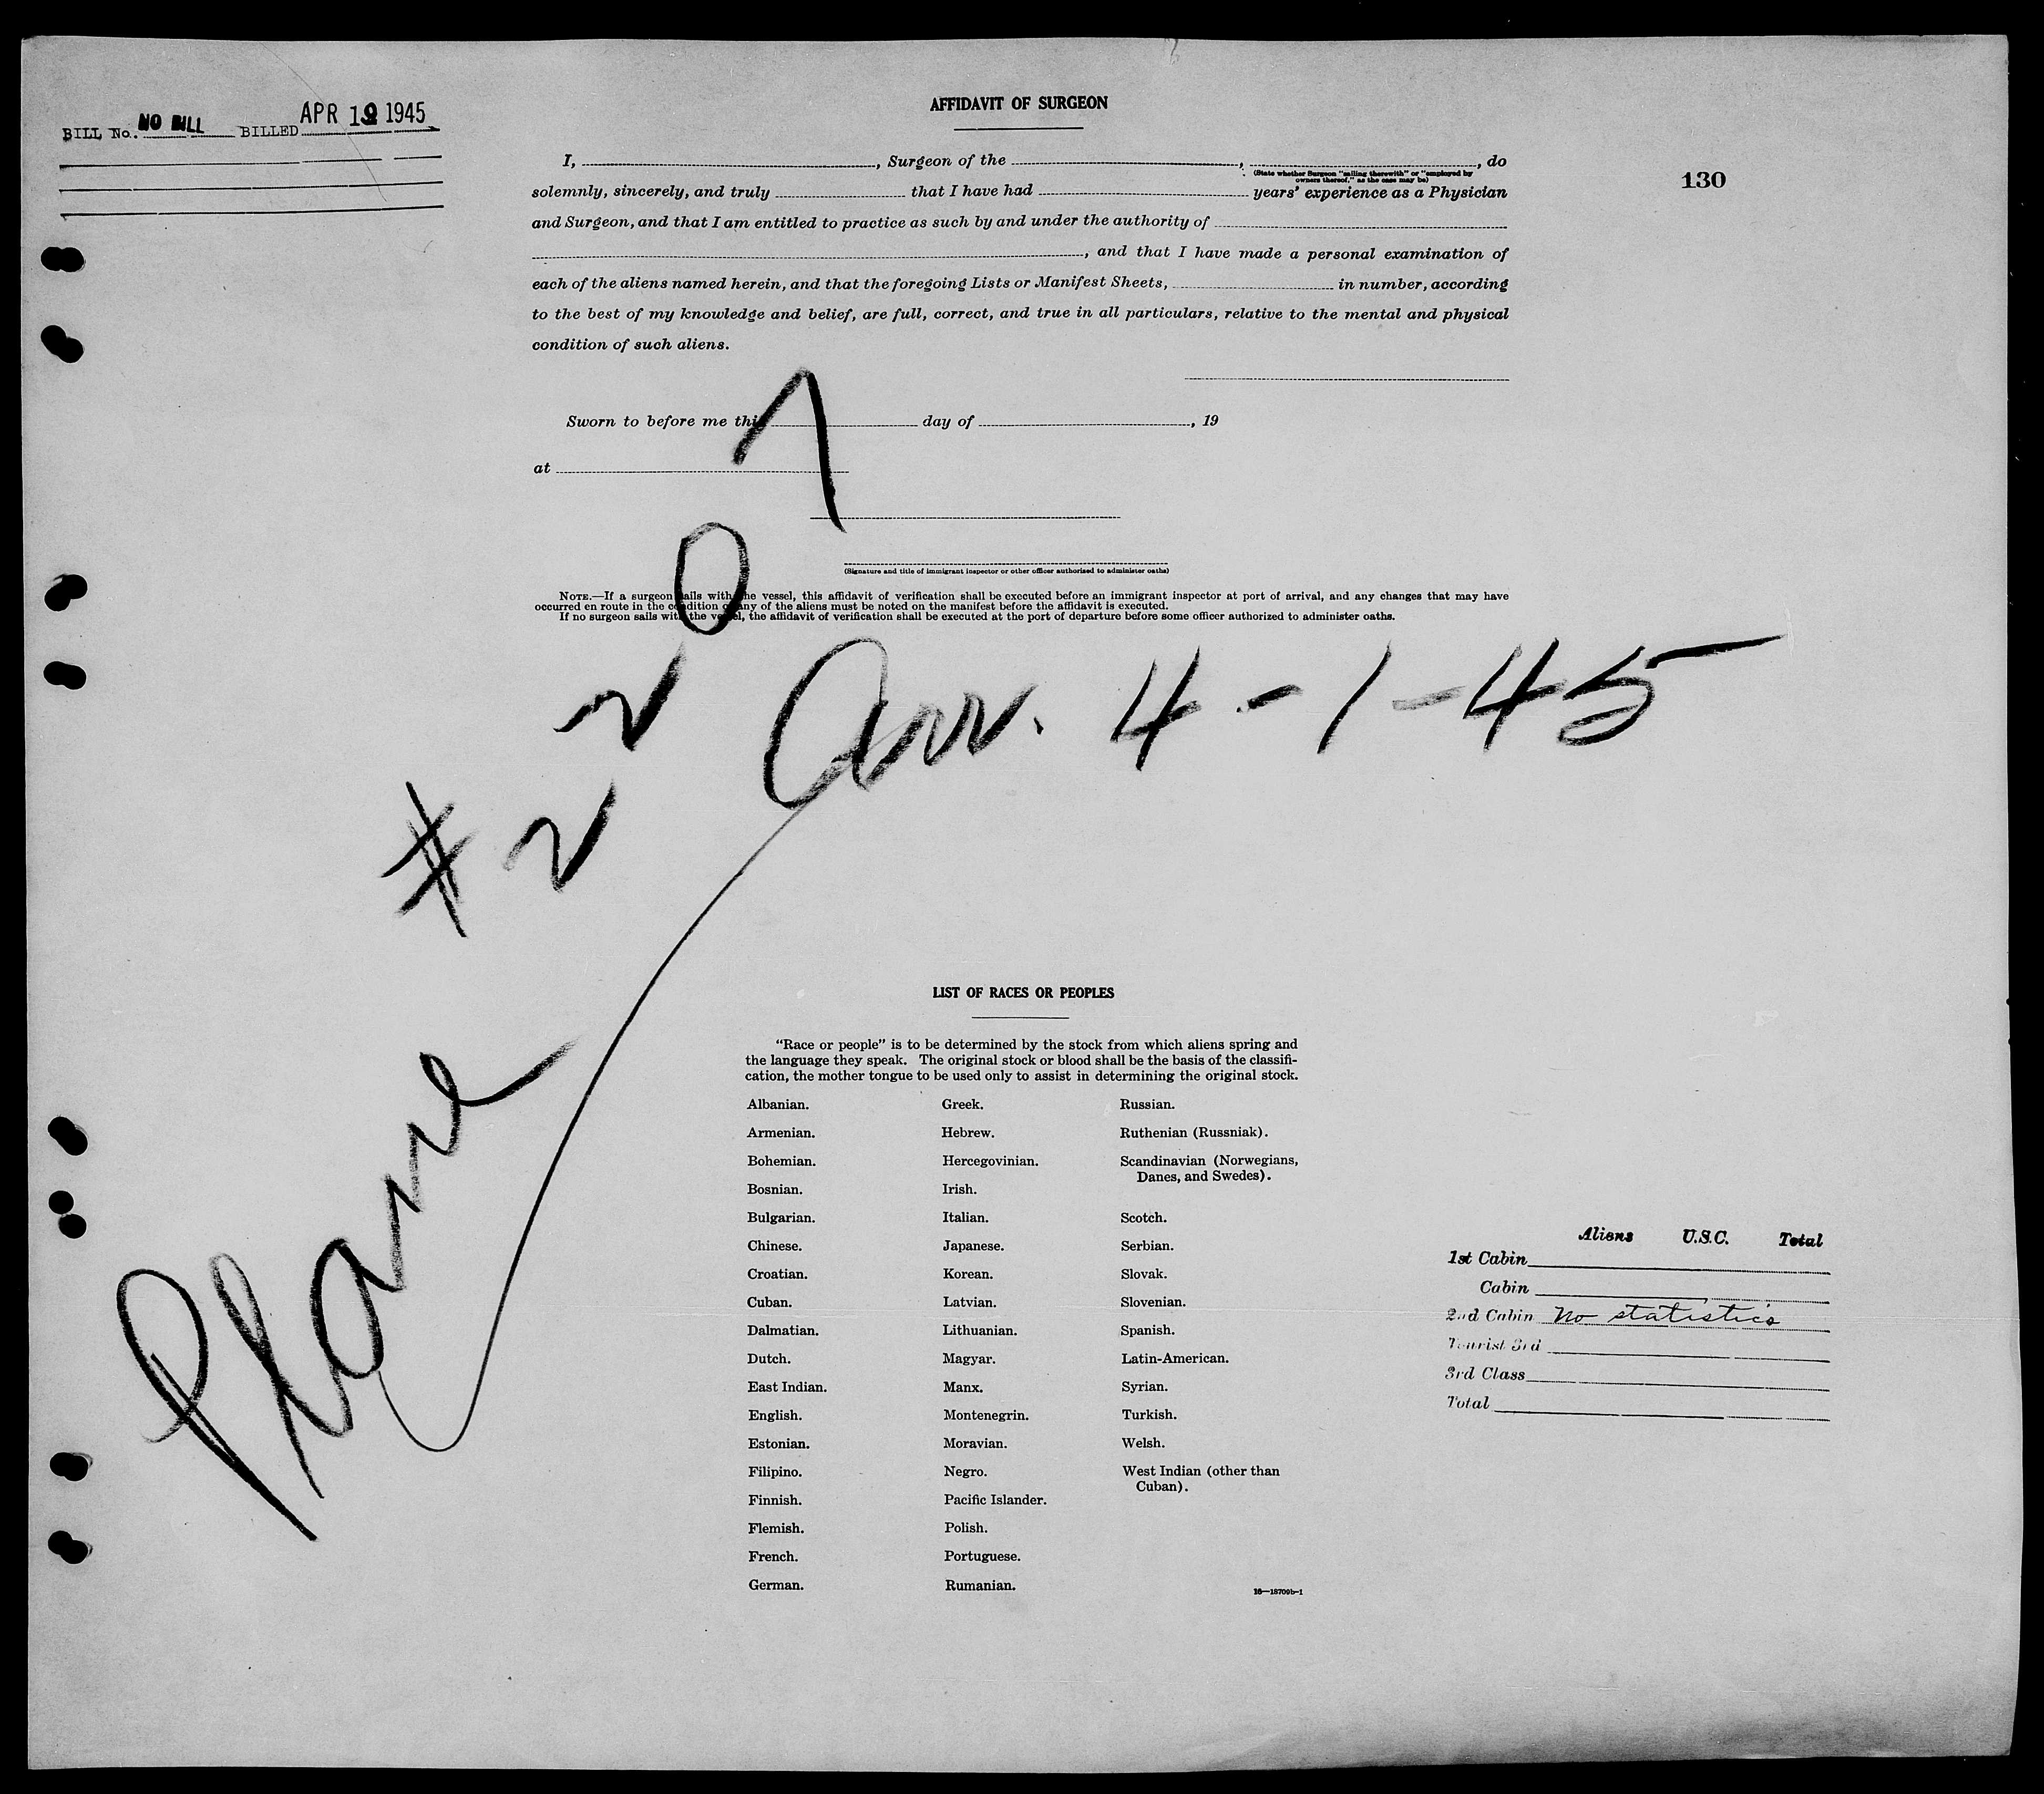 BILL No. NO BILL BILLED APR 19 1945
AFFIDAVIT OF SURGEON
130
I, , Surgeon of the , , do
(State whether Surgeon "sailing therewith" or "employed by
owners thereof," as the case may be)
solemnly, sincerely, and truly that I have had years' experience as a Physician
and Surgeon, and that I am entitled to practice as such by and under the authority of
, and that I have made a personal examination of
each of the aliens named herein, and that the foregoing Lists or Manifest Sheets, in number, according
to the best of my knowledge and belief, are full, correct, and true in all particulars, relative to the mental and physical
condition of such aliens.
Sworn to before me this day of , 19
at
(Signature and title of immigrant inspector or other officer authorized to administer oaths)
NOTE.—If a surgeon sails with the vessel, this affidavit of verification shall be executed before an immigrant inspector at port of arrival, and any changes that may have
occurred en route in the condition of any of the aliens must be noted on the manifest before the affidavit is executed.
If no surgeon sails with the vessel, the affidavit of verification shall be executed at the port of departure before some officer authorized to administer oaths.
Plane #2207
Arr. 4-1-45
LIST OF RACES OR PEOPLES
"Race or people" is to be determined by the stock from which aliens spring and
the language they speak. The original stock or blood shall be the basis of the classifi-
cation, the mother tongue to be used only to assist in determining the original stock.
Albanian.
Armenian.
Bohemian.
Bosnian.
Bulgarian.
Chinese.
Croatian.
Cuban.
Dalmatian.
Dutch.
East Indian.
English.
Estonian.
Filipino.
Finnish.
Flemish.
French.
German.
Greek.
Hebrew.
Hercegovinian.
Irish.
Italian.
Japanese.
Korean.
Latvian.
Lithuanian.
Magyar.
Manx.
Montenegrin.
Moravian.
Negro.
Pacific Islander.
Polish.
Portuguese.
Rumanian.
Russian.
Ruthenian (Russniak).
Scandinavian (Norwegians,
Danes, and Swedes).
Scotch.
Serbian.
Slovak.
Slovenian.
Spanish.
Latin-American.
Syrian.
Turkish.
Welsh.
West Indian (other than
Cuban).
16—18709b-1
Aliens U.S.C. Total
1st Cabin
Cabin
2nd Cabin No statistics
Tourist 3rd
3rd Class
Total